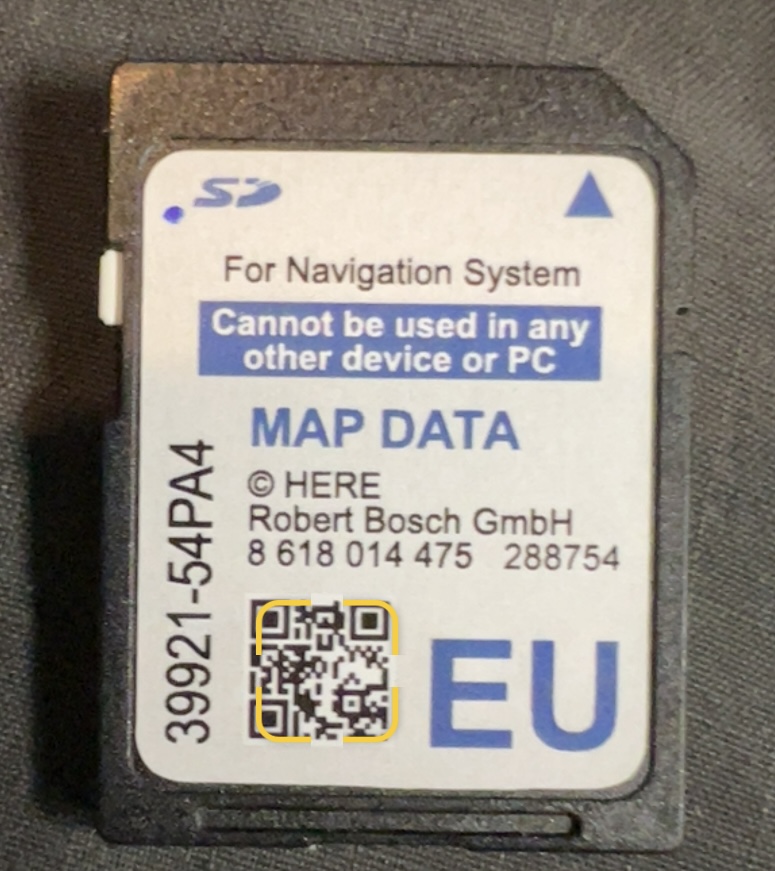 SD
For Navigation System
Cannot be used in any
other device or PC
MAP DATA
© HERE
Robert Bosch GmbH
8 618 014 475 288754
39921-54PA4
EU